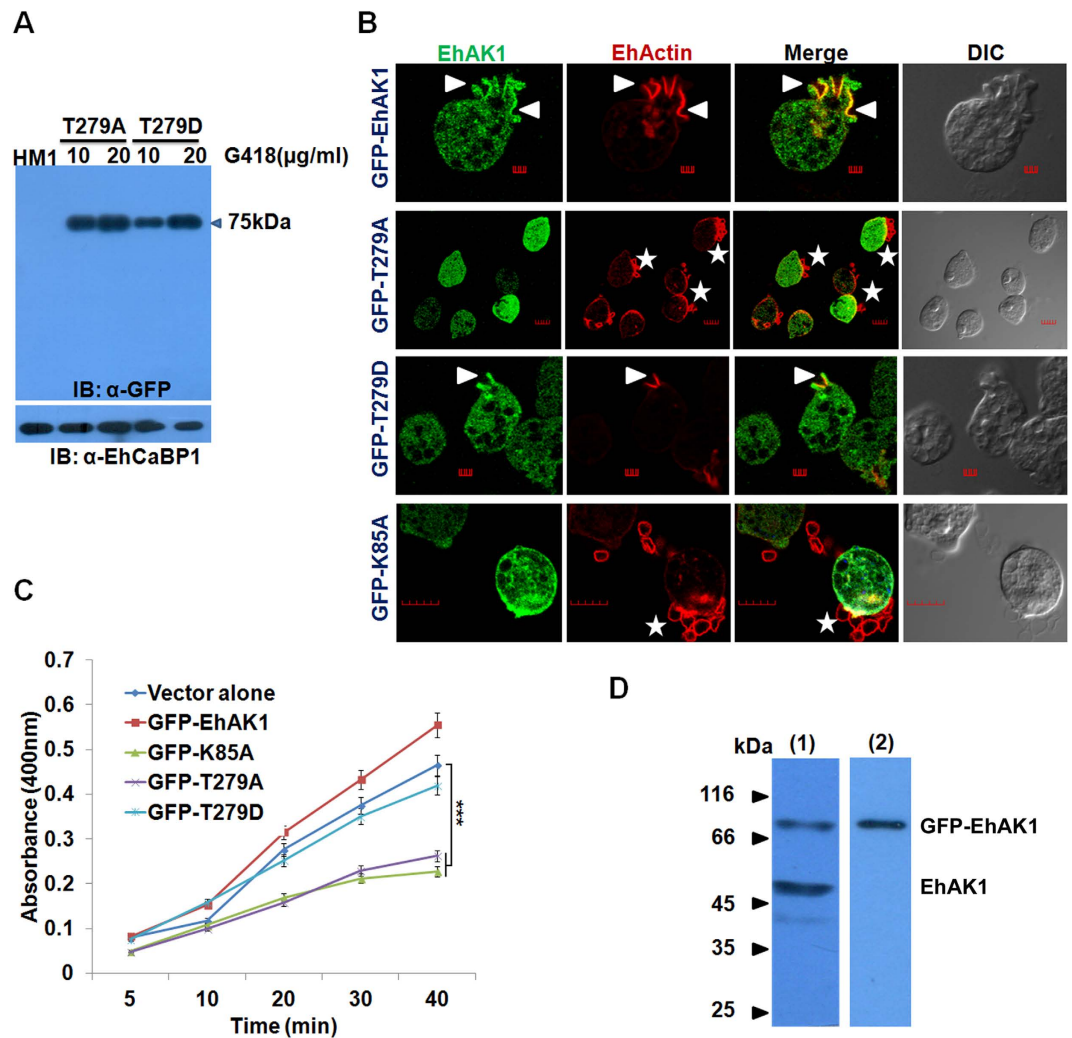 A
T279A T279D
HM1 10 20 10 20 G418(µg/ml)
75kDa
IB: α-GFP
IB: α-EhCaBP1
B
EhAK1 EhActin Merge DIC
GFP-EhAK1
GFP-T279A
GFP-T279D
GFP-K85A
C
0.7
0.6
0.5
0.4
0.3
0.2
0.1
0
Absorbance (400nm)
Vector alone
GFP-EhAK1
GFP-K85A
GFP-T279A
GFP-T279D
***
5 10 20 30 40
Time (min)
D
kDa (1) (2)
116
66
45
35
25
GFP-EhAK1
EhAK1